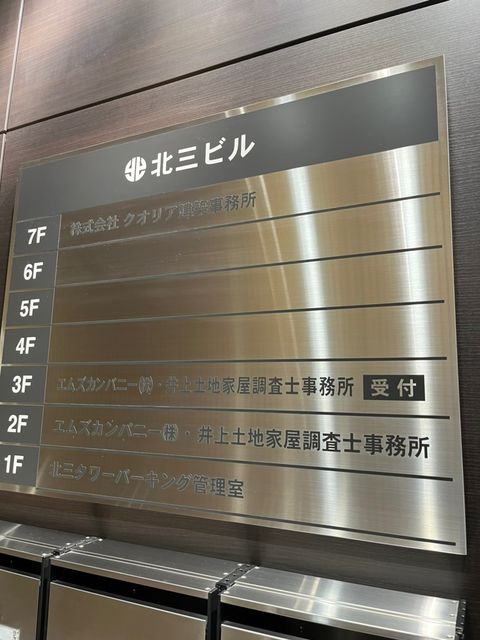 北三ビル
7F 株式会社 クオリア建設事務所
6F
5F
4F
3F エムズカンパニー㈱・井上土地家屋調査士事務所 受付
2F エムズカンパニー㈱・井上土地家屋調査士事務所
1F 北三タワーパーキング管理室